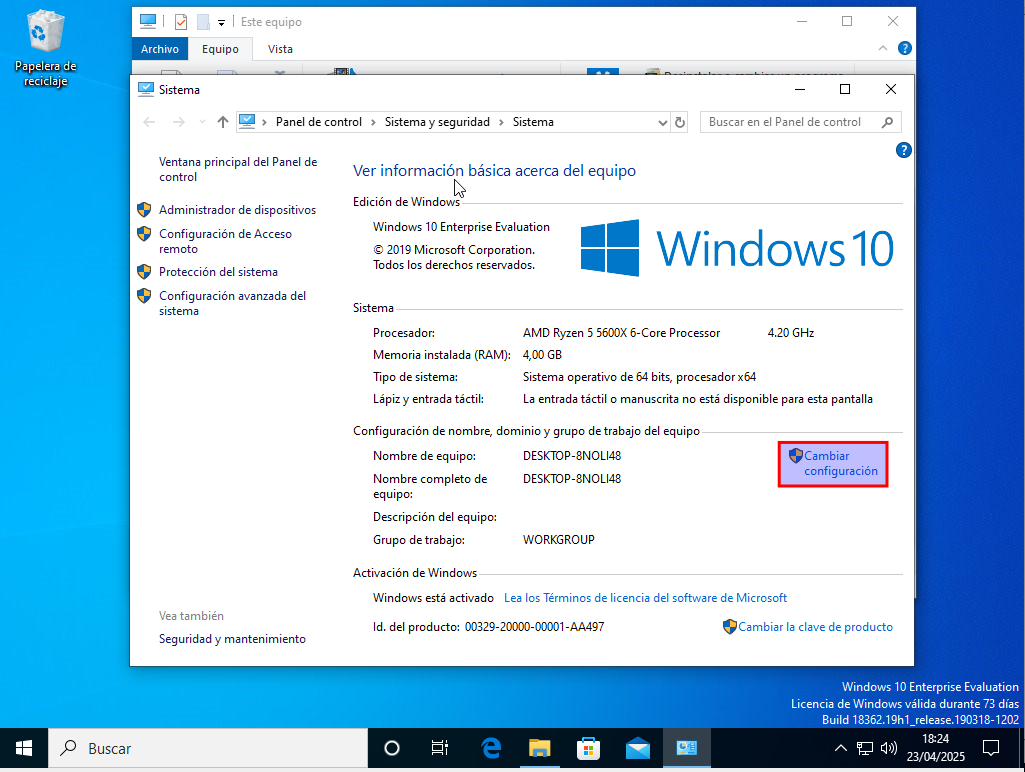 Papelera de
reciclaje
Este equipo
Archivo
Equipo
Vista
Desinstalar o cambiar un programa
Sistema
Panel de control
Sistema y seguridad
Sistema
Buscar en el Panel de control
Ventana principal del Panel de
control
Administrador de dispositivos
Configuración de Acceso
remoto
Protección del sistema
Configuración avanzada del
sistema
Vea también
Seguridad y mantenimiento
Ver información básica acerca del equipo
Edición de Windows
Windows 10 Enterprise Evaluation
© 2019 Microsoft Corporation.
Todos los derechos reservados.
Windows 10
Sistema
Procesador: AMD Ryzen 5 5600X 6-Core Processor 4.20 GHz
Memoria instalada (RAM): 4,00 GB
Tipo de sistema: Sistema operativo de 64 bits, procesador x64
Lápiz y entrada táctil: La entrada táctil o manuscrita no está disponible para esta pantalla
Configuración de nombre, dominio y grupo de trabajo del equipo
Nombre de equipo: DESKTOP-8NOLI48
Cambiar
configuración
Nombre completo de
equipo:
DESKTOP-8NOLI48
Descripción del equipo:
Grupo de trabajo: WORKGROUP
Activación de Windows
Windows está activado Lea los Términos de licencia del software de Microsoft
Id. del producto: 00329-20000-00001-AA497
Cambiar la clave de producto
Windows 10 Enterprise Evaluation
Licencia de Windows válida durante 73 días
Build 18362.19h1_release.190318-1202
Buscar
18:24
23/04/2025